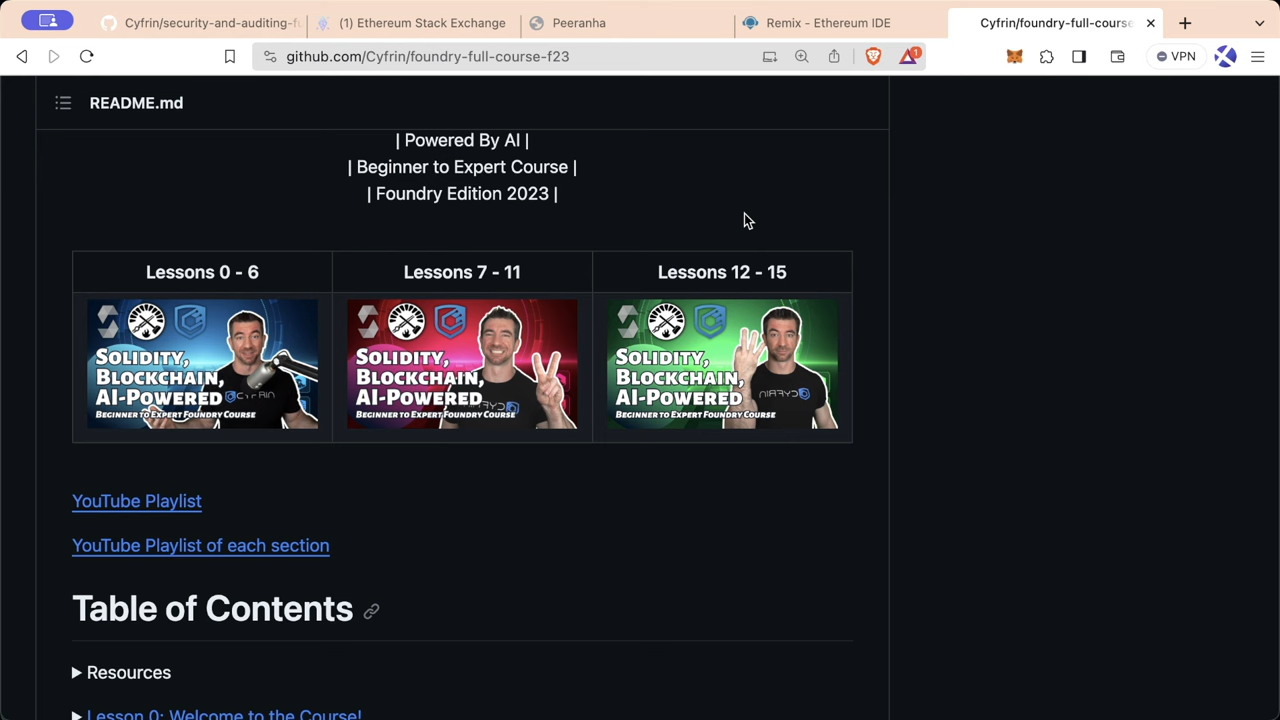 Cyfrin/security-and-auditing-fu
(1) Ethereum Stack Exchange
Peeranha
Remix - Ethereum IDE
Cyfrin/foundry-full-course-
github.com/Cyfrin/foundry-full-course-f23
1
VPN
README.md
| Powered By AI |
| Beginner to Expert Course |
| Foundry Edition 2023 |
Lessons 0 - 6
Lessons 7 - 11
Lessons 12 - 15
SOLIDITY,
BLOCKCHAIN,
AI-POWERED
BEGINNER TO EXPERT FOUNDRY COURSE
SOLIDITY,
BLOCKCHAIN,
AI-POWERED
BEGINNER TO EXPERT FOUNDRY COURSE
SOLIDITY,
BLOCKCHAIN,
AI-POWERED
BEGINNER TO EXPERT FOUNDRY COURSE
YouTube Playlist
YouTube Playlist of each section
Table of Contents
Resources
Lesson 0: Welcome to the Course!